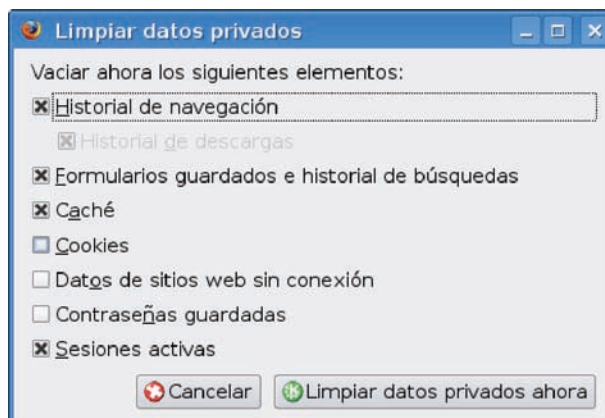 Limpiar datos privados
Vaciar ahora los siguientes elementos:
Historial de navegación
Historial de descargas
Formularios guardados e historial de búsquedas
Caché
Cookies
Datos de sitios web sin conexión
Contraseñas guardadas
Sesiones activas
Cancelar Limpiar datos privados ahora